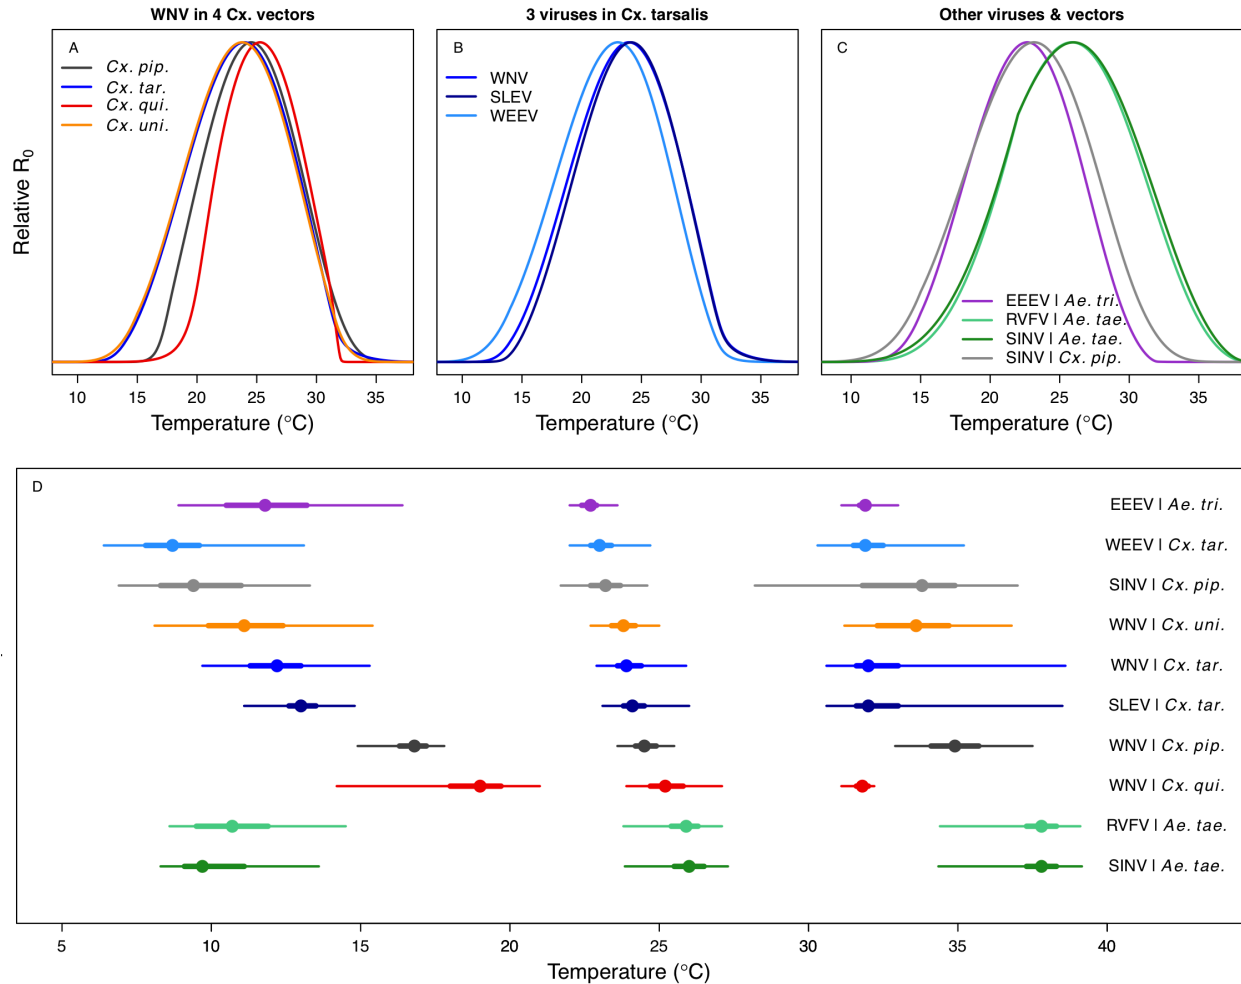 WNV in 4 Cx. vectors
3 viruses in Cx. tarsalis
Other viruses & vectors
Relative R0
A
Cx. pip.
Cx. tar.
Cx. qui.
Cx. uni.
10 15 20 25 30 35
Temperature (°C)
B
WNV
SLEV
WEEV
10 15 20 25 30 35
Temperature (°C)
C
EEEV | Ae. tri.
RVFV | Ae. tae.
SINV | Ae. tae.
SINV | Cx. pip.
10 15 20 25 30 35
Temperature (°C)
D
EEEV | Ae. tri.
WEEV | Cx. tar.
SINV | Cx. pip.
WNV | Cx. uni.
WNV | Cx. tar.
SLEV | Cx. tar.
WNV | Cx. pip.
WNV | Cx. qui.
RVFV | Ae. tae.
SINV | Ae. tae.
5 10 15 20 25 30 35 40
Temperature (°C)